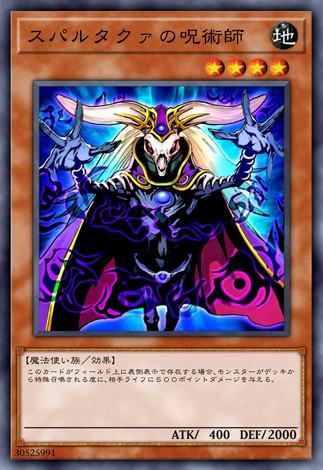 スパルタクァの呪術師
地
【魔法使い族／効果】
このカードがフィールド上に表側表示で存在する場合、モンスターがデッキか
ら特殊召喚される度に、相手ライフに５００ポイントダメージを与える。
ATK/ 400 DEF/2000
30525991